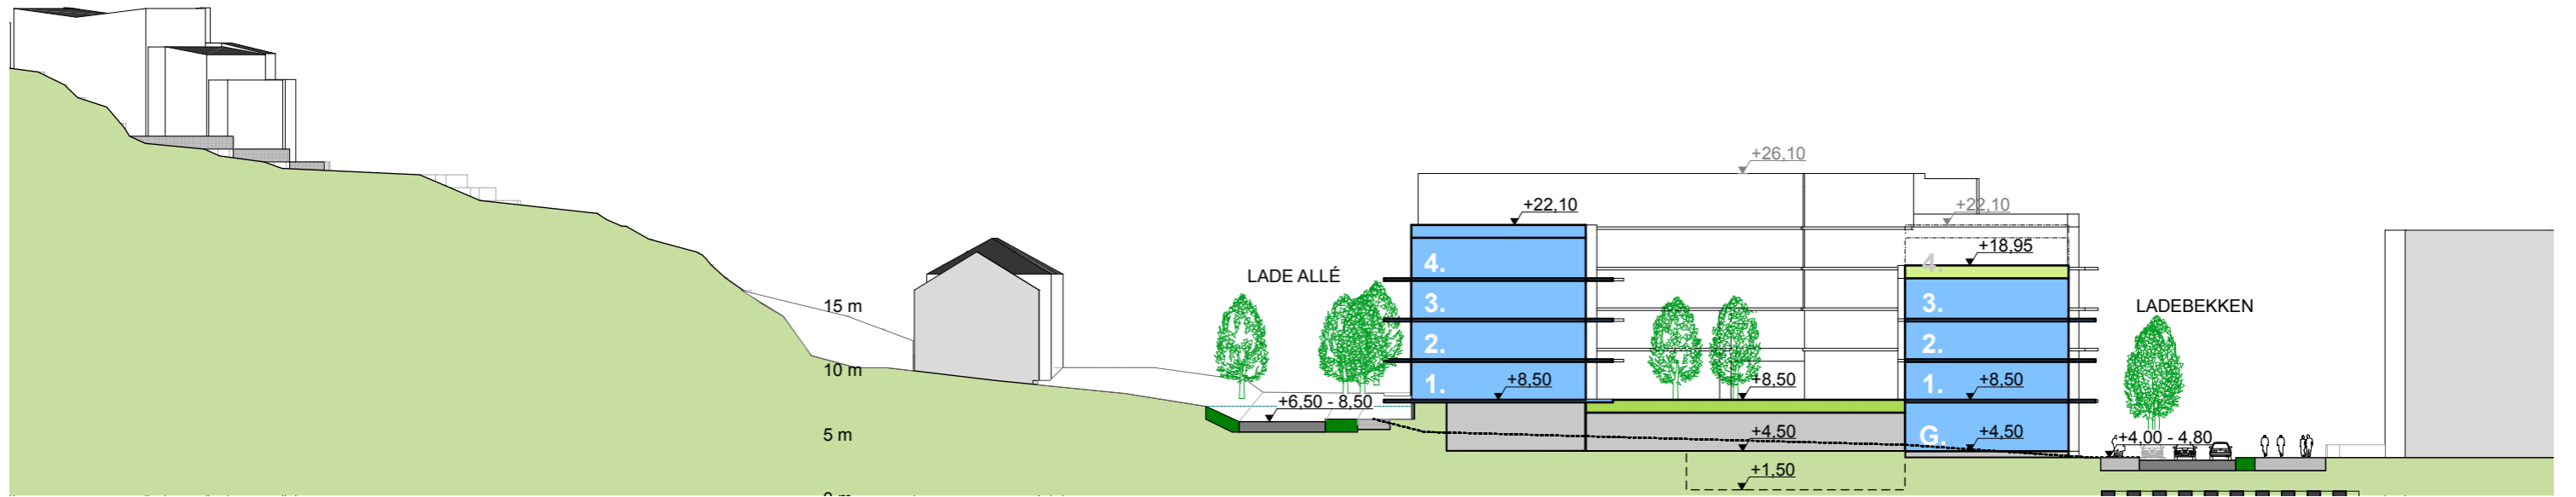 +26,10
+22,10
+22,10
+18,95
4.
4.
LADE ALLÉ
3.
3.
LADEBEKKEN
15 m
2.
2.
10 m
1.
+8,50
+8,50
1.
+8,50
+6,50 - 8,50
5 m
+4,50
G.
+4,50
+4,00 - 4,80
+1,50
0 m